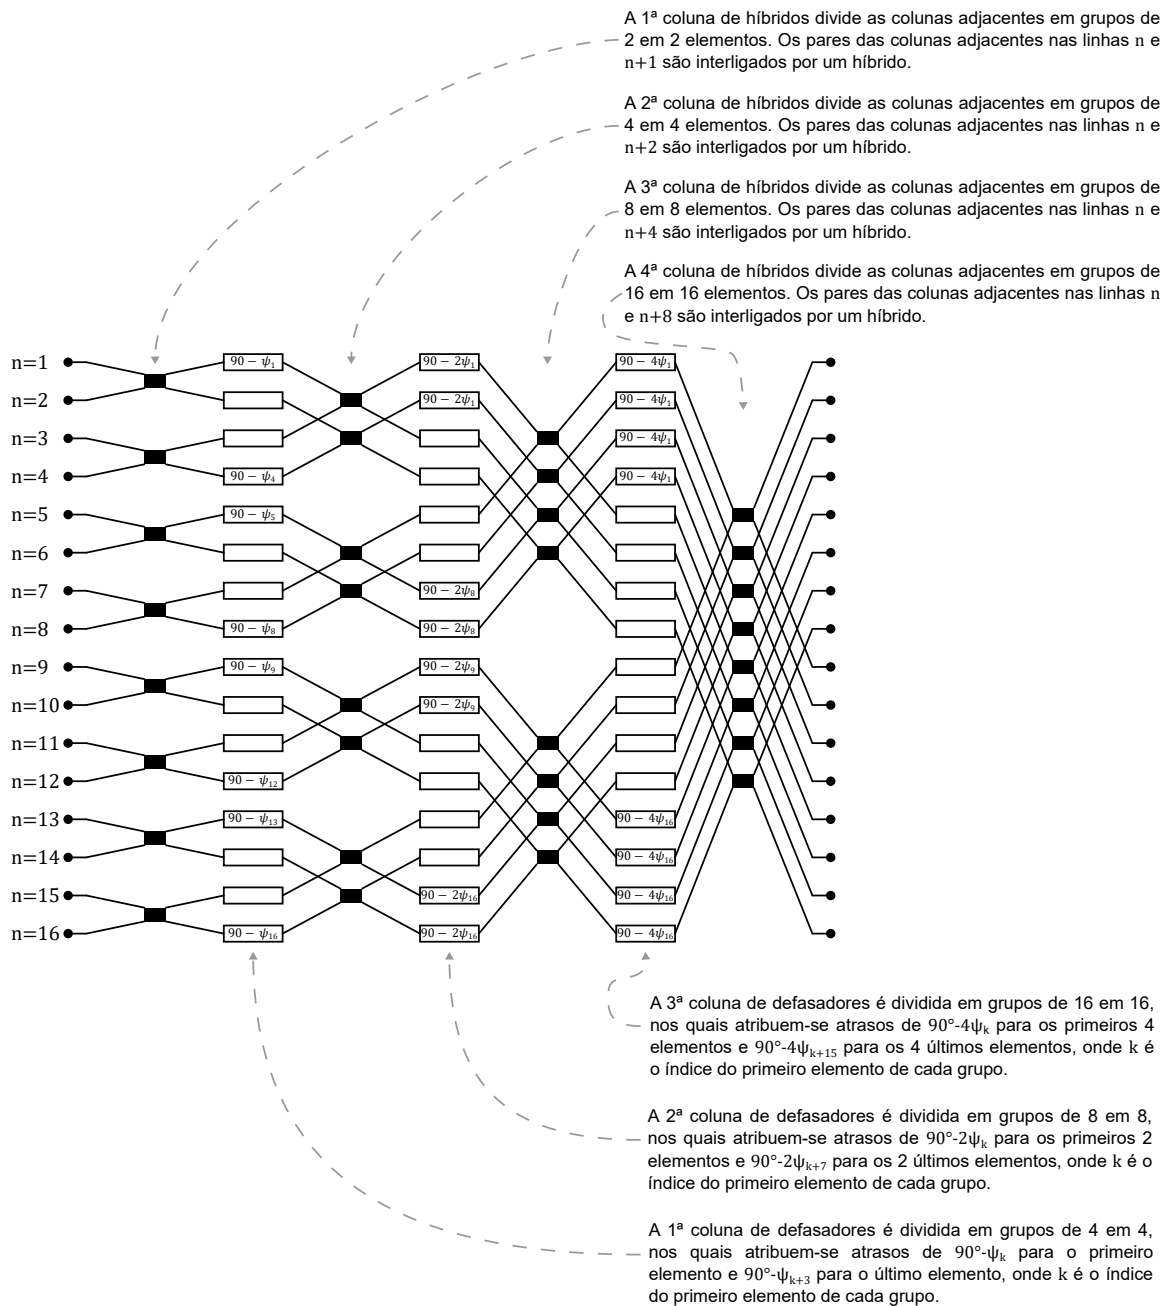 A 1ª coluna de híbridos divide as colunas adjacentes em grupos de
2 em 2 elementos. Os pares das colunas adjacentes nas linhas n e
n+1 são interligados por um híbrido.
A 2ª coluna de híbridos divide as colunas adjacentes em grupos de
4 em 4 elementos. Os pares das colunas adjacentes nas linhas n e
n+2 são interligados por um híbrido.
A 3ª coluna de híbridos divide as colunas adjacentes em grupos de
8 em 8 elementos. Os pares das colunas adjacentes nas linhas n e
n+4 são interligados por um híbrido.
A 4ª coluna de híbridos divide as colunas adjacentes em grupos de
16 em 16 elementos. Os pares das colunas adjacentes nas linhas n
e n+8 são interligados por um híbrido.
n=1 90 − ψ₁ 90 − 2ψ₁ 90 − 4ψ₁
n=2 90 − 2ψ₁ 90 − 4ψ₁
n=3 90 − 4ψ₁
n=4 90 − ψ₄ 90 − 4ψ₁
n=5 90 − ψ₅
n=6
n=7 90 − 2ψ₈
n=8 90 − ψ₈ 90 − 2ψ₈
n=9 90 − ψ₉ 90 − 2ψ₉
n=10 90 − 2ψ₉
n=11
n=12 90 − ψ₁₂
n=13 90 − ψ₁₃ 90 − 4ψ₁₆
n=14 90 − 4ψ₁₆
n=15 90 − 2ψ₁₆ 90 − 4ψ₁₆
n=16 90 − ψ₁₆ 90 − 2ψ₁₆ 90 − 4ψ₁₆
A 3ª coluna de defasadores é dividida em grupos de 16 em 16,
nos quais atribuem-se atrasos de 90°-4ψₖ para os primeiros 4
elementos e 90°-4ψₖ₊₁₅ para os 4 últimos elementos, onde k é
o índice do primeiro elemento de cada grupo.
A 2ª coluna de defasadores é dividida em grupos de 8 em 8,
nos quais atribuem-se atrasos de 90°-2ψₖ para os primeiros 2
elementos e 90°-2ψₖ₊₇ para os 2 últimos elementos, onde k é o
índice do primeiro elemento de cada grupo.
A 1ª coluna de defasadores é dividida em grupos de 4 em 4,
nos quais atribuem-se atrasos de 90°-ψₖ para o primeiro
elemento e 90°-ψₖ₊₃ para o último elemento, onde k é o índice
do primeiro elemento de cada grupo.